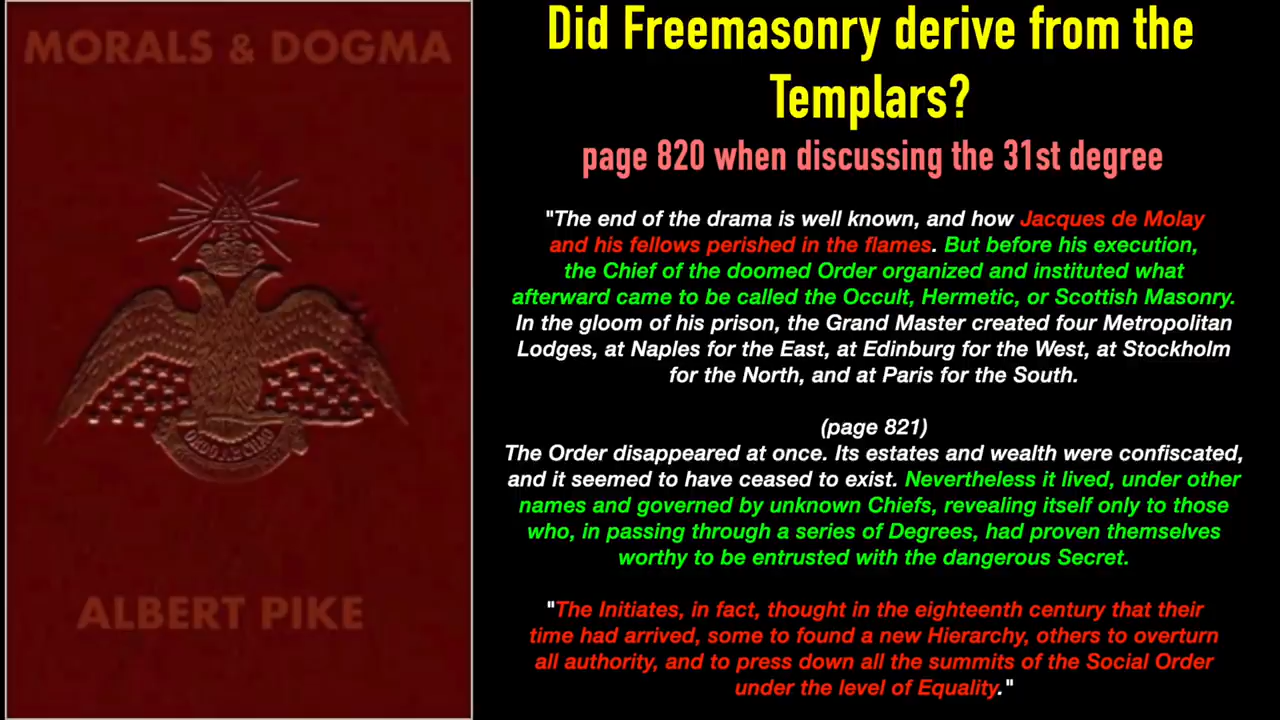 MORALS & DOGMA
ALBERT PIKE
Did Freemasonry derive from the
Templars?
page 820 when discussing the 31st degree
"The end of the drama is well known, and how Jacques de Molay
and his fellows perished in the flames. But before his execution,
the Chief of the doomed Order organized and instituted what
afterward came to be called the Occult, Hermetic, or Scottish Masonry.
In the gloom of his prison, the Grand Master created four Metropolitan
Lodges, at Naples for the East, at Edinburg for the West, at Stockholm
for the North, and at Paris for the South.
(page 821)
The Order disappeared at once. Its estates and wealth were confiscated,
and it seemed to have ceased to exist. Nevertheless it lived, under other
names and governed by unknown Chiefs, revealing itself only to those
who, in passing through a series of Degrees, had proven themselves
worthy to be entrusted with the dangerous Secret.
"The Initiates, in fact, thought in the eighteenth century that their
time had arrived, some to found a new Hierarchy, others to overturn
all authority, and to press down all the summits of the Social Order
under the level of Equality."